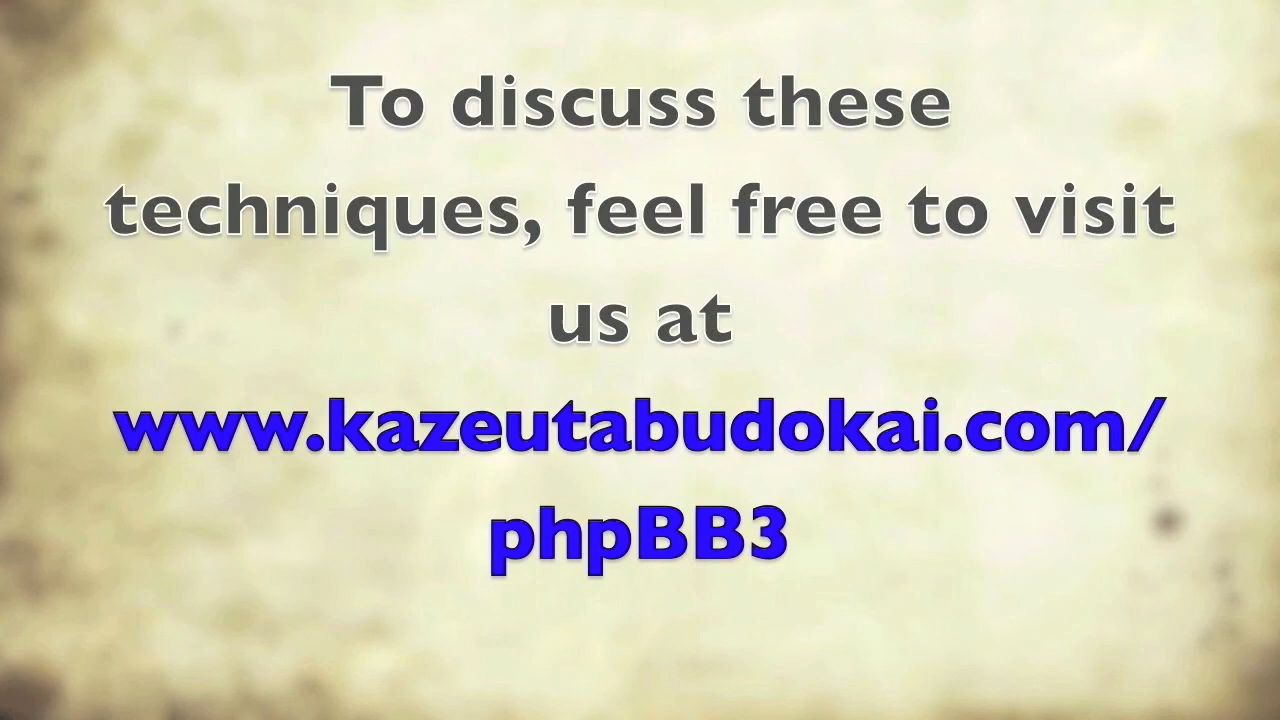 To discuss these
techniques, feel free to visit
us at
www.kazeutabudokai.com/
phpBB3